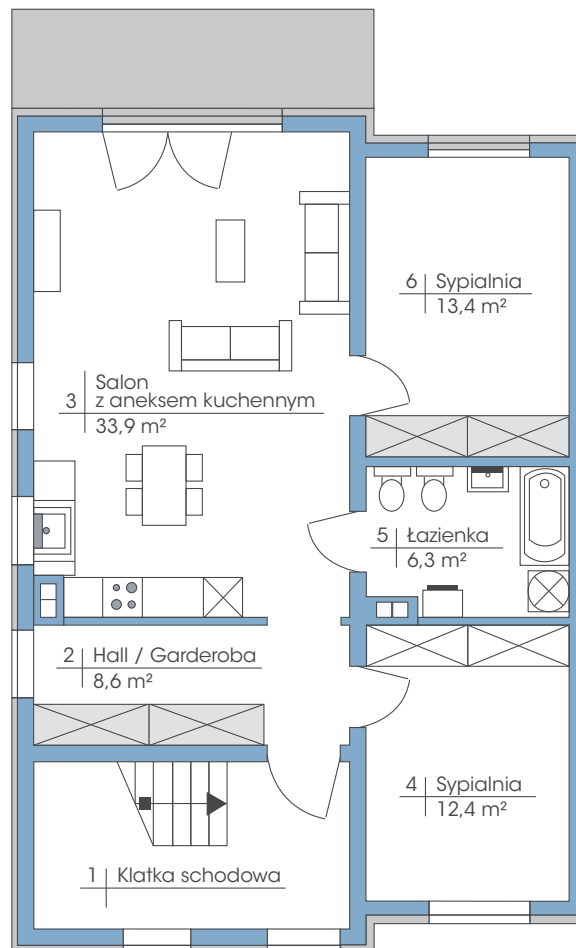 6 Sypialnia
13,4 m²
3 Salon
z aneksem kuchennym
33,9 m²
5 Łazienka
6,3 m²
2 Hall / Garderoba
8,6 m²
4 Sypialnia
12,4 m²
1 Klatka schodowa